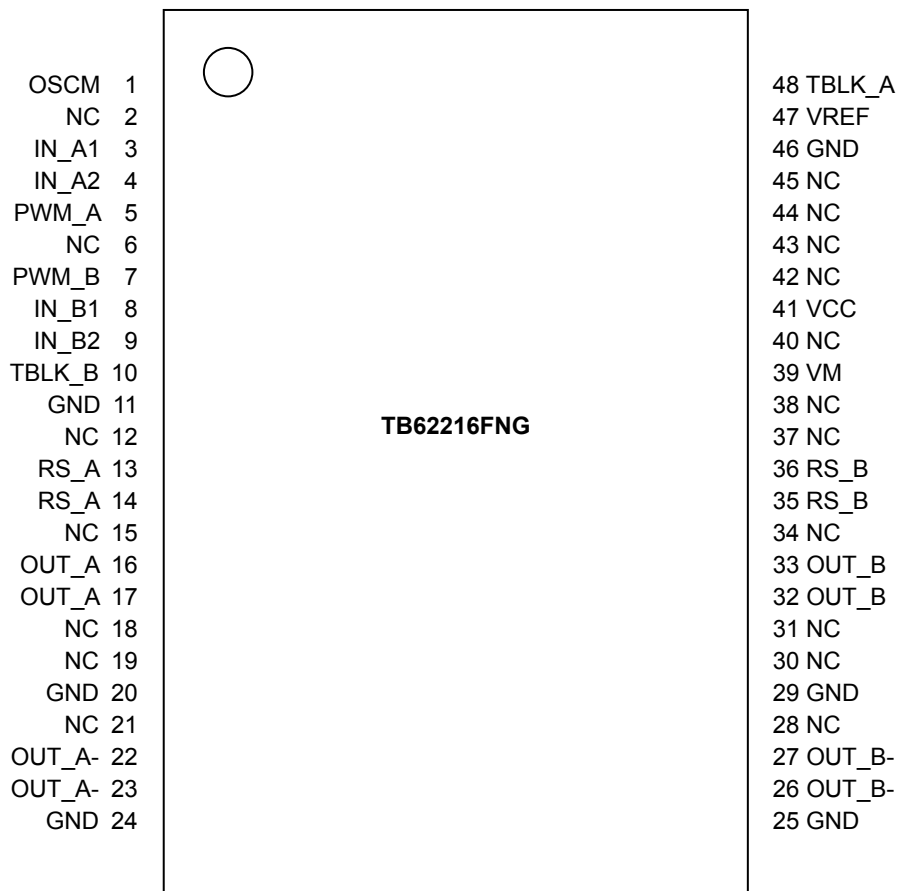 OSCM 1
NC 2
IN_A1 3
IN_A2 4
PWM_A 5
NC 6
PWM_B 7
IN_B1 8
IN_B2 9
TBLK_B 10
GND 11
NC 12
RS_A 13
RS_A 14
NC 15
OUT_A 16
OUT_A 17
NC 18
NC 19
GND 20
NC 21
OUT_A- 22
OUT_A- 23
GND 24
TB62216FNG
48 TBLK_A
47 VREF
46 GND
45 NC
44 NC
43 NC
42 NC
41 VCC
40 NC
39 VM
38 NC
37 NC
36 RS_B
35 RS_B
34 NC
33 OUT_B
32 OUT_B
31 NC
30 NC
29 GND
28 NC
27 OUT_B-
26 OUT_B-
25 GND